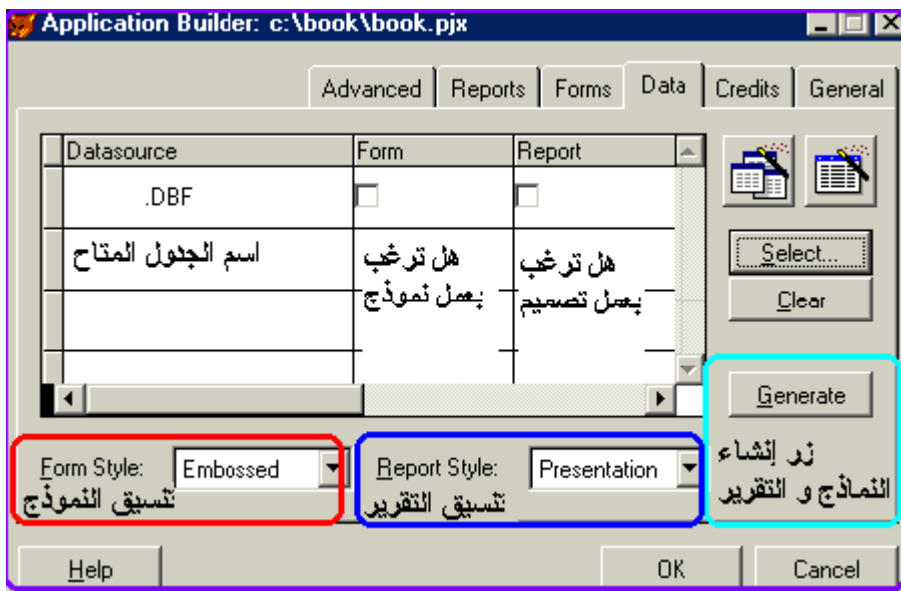 Application Builder: c:\book\book.pjx
Advanced Reports Forms Data Credits General
Datasource Form Report
.DBF
اسم الجدول المتاح
هل ترغب
بعمل نموذج
هل ترغب
بعمل تصميم
Select...
Clear
Generate
زر إنشاء
النماذج و التقرير
Form Style: Embossed
تنسيق النموذج
Report Style: Presentation
تنسيق التقرير
Help OK Cancel